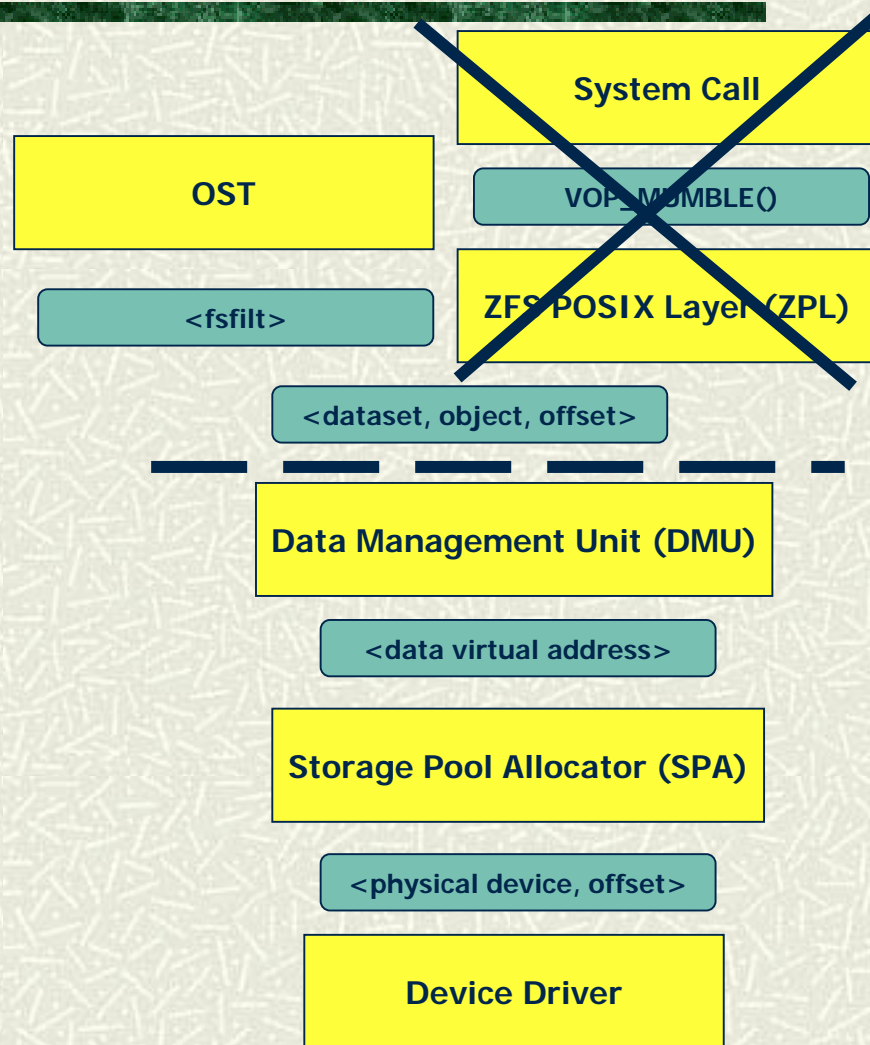 System Call
OST
VOP_MUMBLE()
<fsfilt>
ZFS POSIX Layer (ZPL)
<dataset, object, offset>
Data Management Unit (DMU)
<data virtual address>
Storage Pool Allocator (SPA)
<physical device, offset>
Device Driver